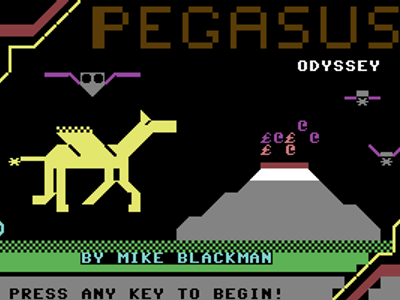 PEGASUS
ODYSSEY
£@£@
£ @
BY MIKE BLACKMAN
PRESS ANY KEY TO BEGIN!